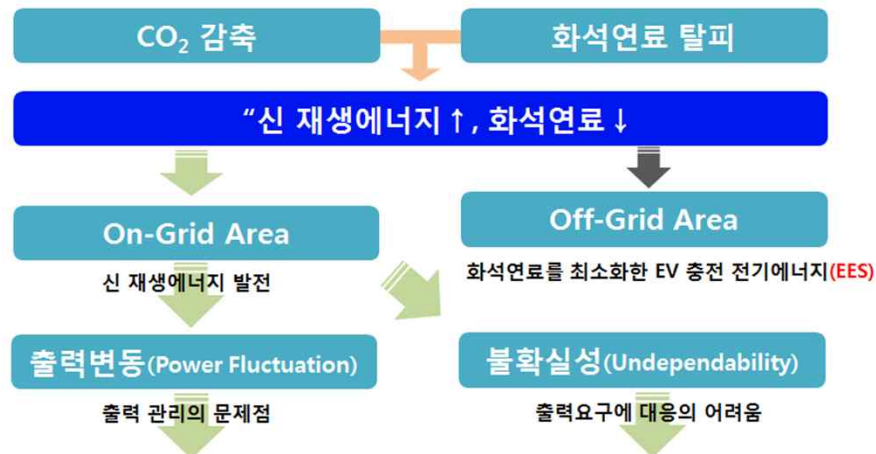 CO₂ 감축
화석연료 탈피
“신 재생에너지↑, 화석연료↓
On-Grid Area
Off-Grid Area
신 재생에너지 발전
화석연료를 최소화한 EV 충전 전기에너지(EES)
출력변동(Power Fluctuation)
불확실성(Undependability)
출력 관리의 문제점
출력요구에 대응의 어려움